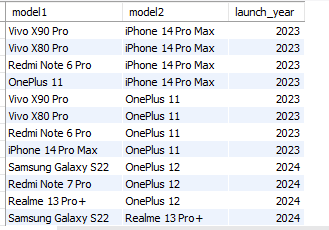 model1 model2 launch_year
Vivo X90 Pro iPhone 14 Pro Max 2023
Vivo X80 Pro iPhone 14 Pro Max 2023
Redmi Note 6 Pro iPhone 14 Pro Max 2023
OnePlus 11 iPhone 14 Pro Max 2023
Vivo X90 Pro OnePlus 11 2023
Vivo X80 Pro OnePlus 11 2023
Redmi Note 6 Pro OnePlus 11 2023
iPhone 14 Pro Max OnePlus 11 2023
Samsung Galaxy S22 OnePlus 12 2024
Redmi Note 7 Pro OnePlus 12 2024
Realme 13 Pro+ OnePlus 12 2024
Samsung Galaxy S22 Realme 13 Pro+ 2024